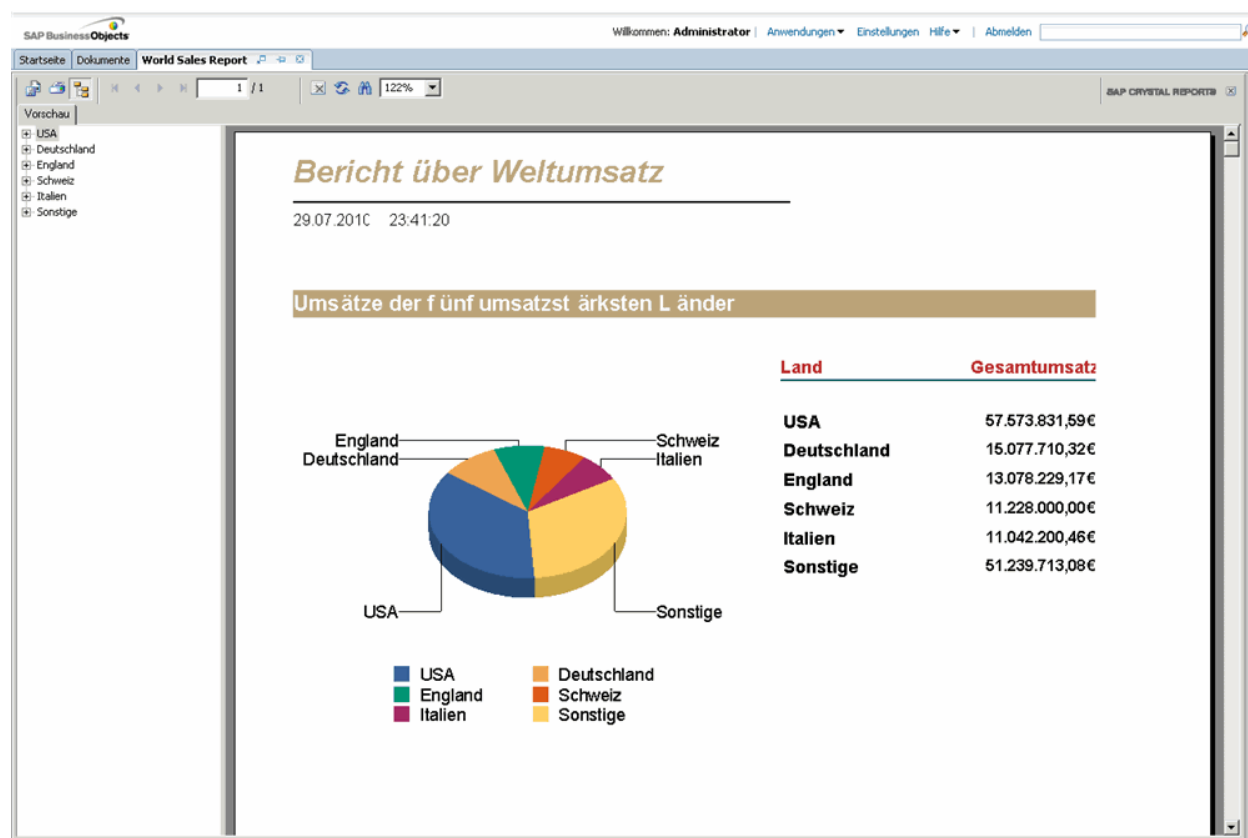 SAP BusinessObjects
Willkommen: Administrator | Anwendungen Einstellungen Hilfe | Abmelden
Startseite Dokumente World Sales Report
1 /1 122%
SAP CRYSTAL REPORTS
Vorschau
USA
Deutschland
England
Schweiz
Italien
Sonstige
Bericht über Weltumsatz
29.07.2010 23:41:20
Umsätze der f ünf umsatzst ärksten L änder
Land Gesamtumsatz
USA 57.573.831,59€
Deutschland 15.077.710,32€
England 13.078.229,17€
Schweiz 11.228.000,00€
Italien 11.042.200,46€
Sonstige 51.239.713,08€
England Schweiz
Deutschland Italien
USA Sonstige
USA Deutschland
England Schweiz
Italien Sonstige